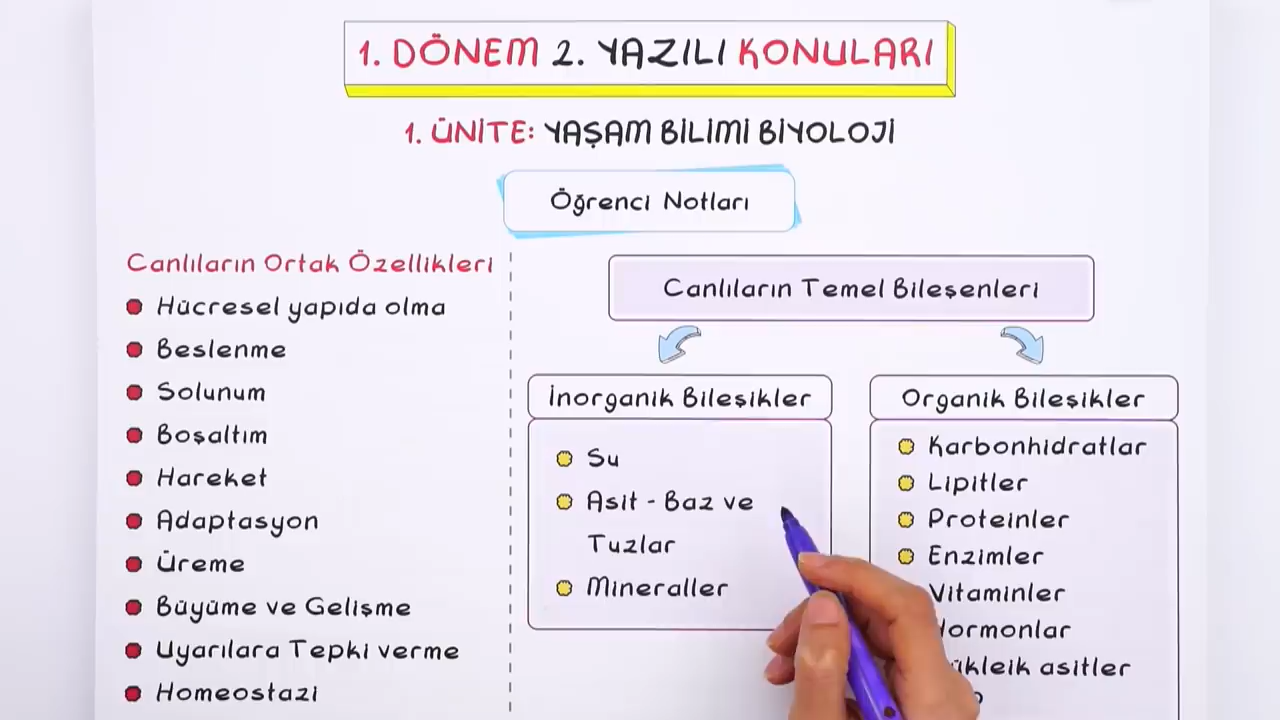 1. DÖNEM 2. YAZILI KONULARI
1. ÜNİTE: YAŞAM BİLİMİ BİYOLOJİ
Öğrenci Notları
Canlıların Ortak Özellikleri
Hücresel yapıda olma
Beslenme
Solunum
Boşaltım
Hareket
Adaptasyon
Üreme
Büyüme ve Gelişme
Uyarılara Tepki verme
Homeostazi
Canlıların Temel Bileşenleri
İnorganik Bileşikler
Su
Asit - Baz ve
Tuzlar
Mineraller
Organik Bileşikler
Karbonhidratlar
Lipitler
Proteinler
Enzimler
Vitaminler
asitler